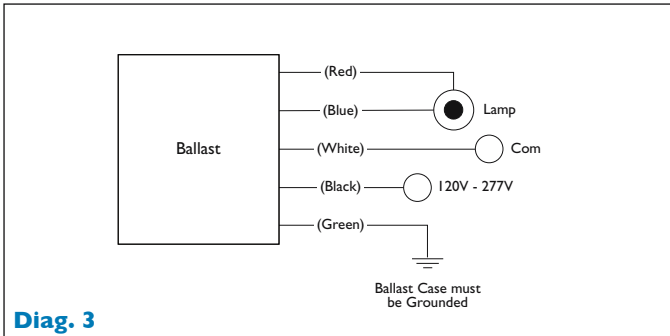 (Red)
(Blue)
Lamp
Ballast
(White)
Com
(Black)
120V - 277V
(Green)
Ballast Case must
be Grounded
Diag. 3